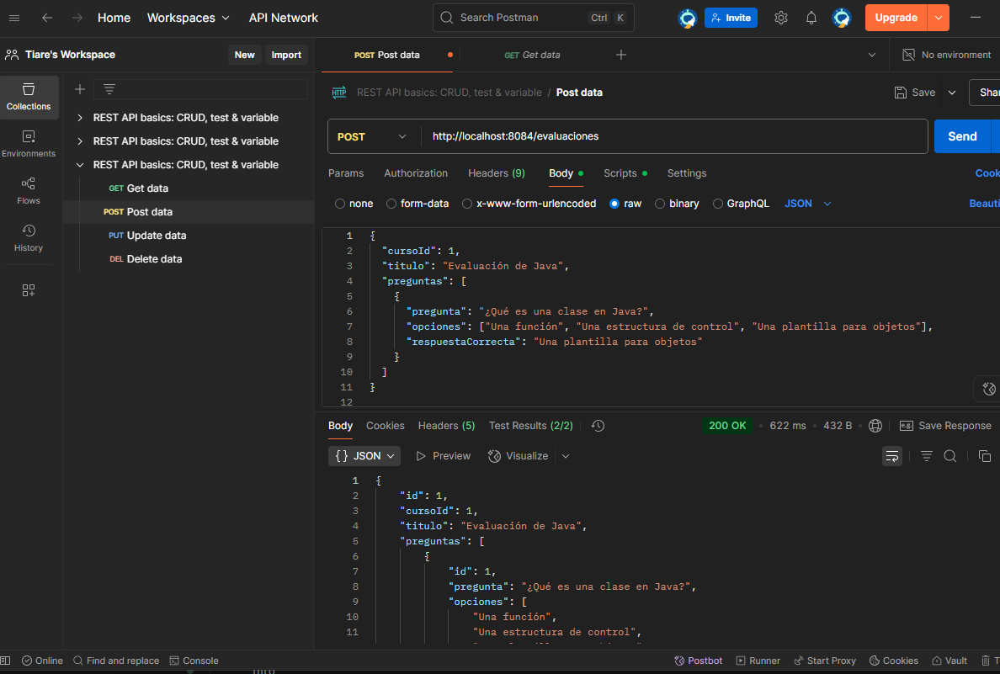 Home Workspaces API Network Search Postman Ctrl K Invite Upgrade
Tiare's Workspace New Import POST Post data GET Get data No environment
Collections
Environments
Flows
History
REST API basics: CRUD, test & variable
REST API basics: CRUD, test & variable
REST API basics: CRUD, test & variable
GET Get data
POST Post data
PUT Update data
DEL Delete data
HTTP REST API basics: CRUD, test & variable / Post data Save Shar
POST http://localhost:8084/evaluaciones Send
Params Authorization Headers (9) Body Scripts Settings Cook
none form-data x-www-form-urlencoded raw binary GraphQL JSON Beauti
1 {
2 "cursoId": 1,
3 "titulo": "Evaluación de Java",
4 "preguntas": [
5 {
6 "pregunta": "¿Qué es una clase en Java?",
7 "opciones": ["Una función", "Una estructura de control", "Una plantilla para objetos"],
8 "respuestaCorrecta": "Una plantilla para objetos"
9 }
10 ]
11 }
12
Body Cookies Headers (5) Test Results (2/2) 200 OK 622 ms 432 B e.g. Save Response
{} JSON Preview Visualize
1 {
2 "id": 1,
3 "cursoId": 1,
4 "titulo": "Evaluación de Java",
5 "preguntas": [
6 {
7 "id": 1,
8 "pregunta": "¿Qué es una clase en Java?",
9 "opciones": [
10 "Una función",
11 "Una estructura de control",
Online Find and replace Console Postbot Runner Start Proxy Cookies Vault T